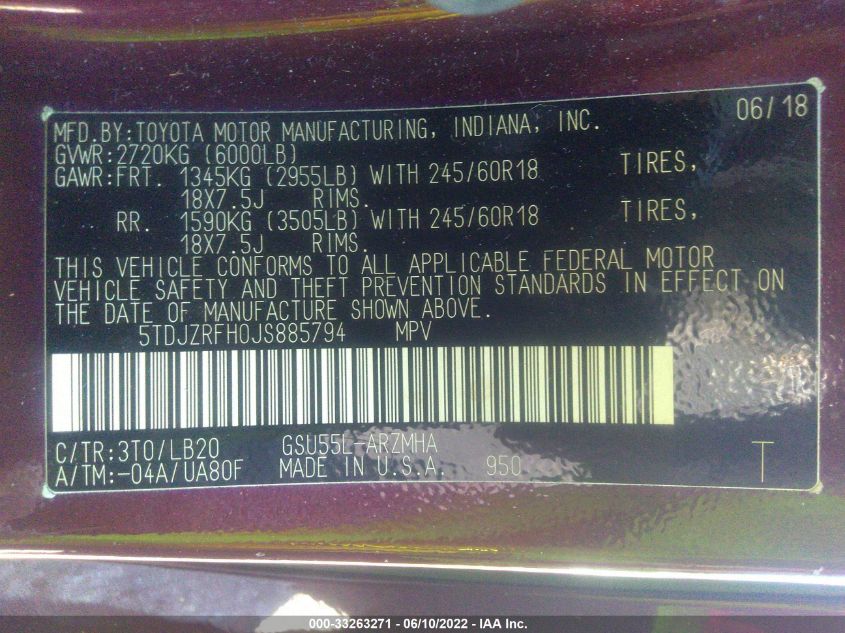 MFD.BY:TOYOTA MOTOR MANUFACTURING, INDIANA, INC. 06/18
GVWR:2720KG (6000LB)
GAWR:FRT. 1345KG (2955LB) WITH 245/60R18 TIRES,
18X7.5J RIMS.
RR. 1590KG (3505LB) WITH 245/60R18 TIRES,
18X7.5J RIMS.
THIS VEHICLE CONFORMS TO ALL APPLICABLE FEDERAL MOTOR
VEHICLE SAFETY AND THEFT PREVENTION STANDARDS IN EFFECT ON
THE DATE OF MANUFACTURE SHOWN ABOVE.
5TDJZRFH0JS885794 MPV
C/TR:3T0/LB20 GSU55L-ARZMHA
A/TM:-04A/UA80F MADE IN U.S.A. 950 T
000-33263271 - 06/10/2022 - IAA Inc.